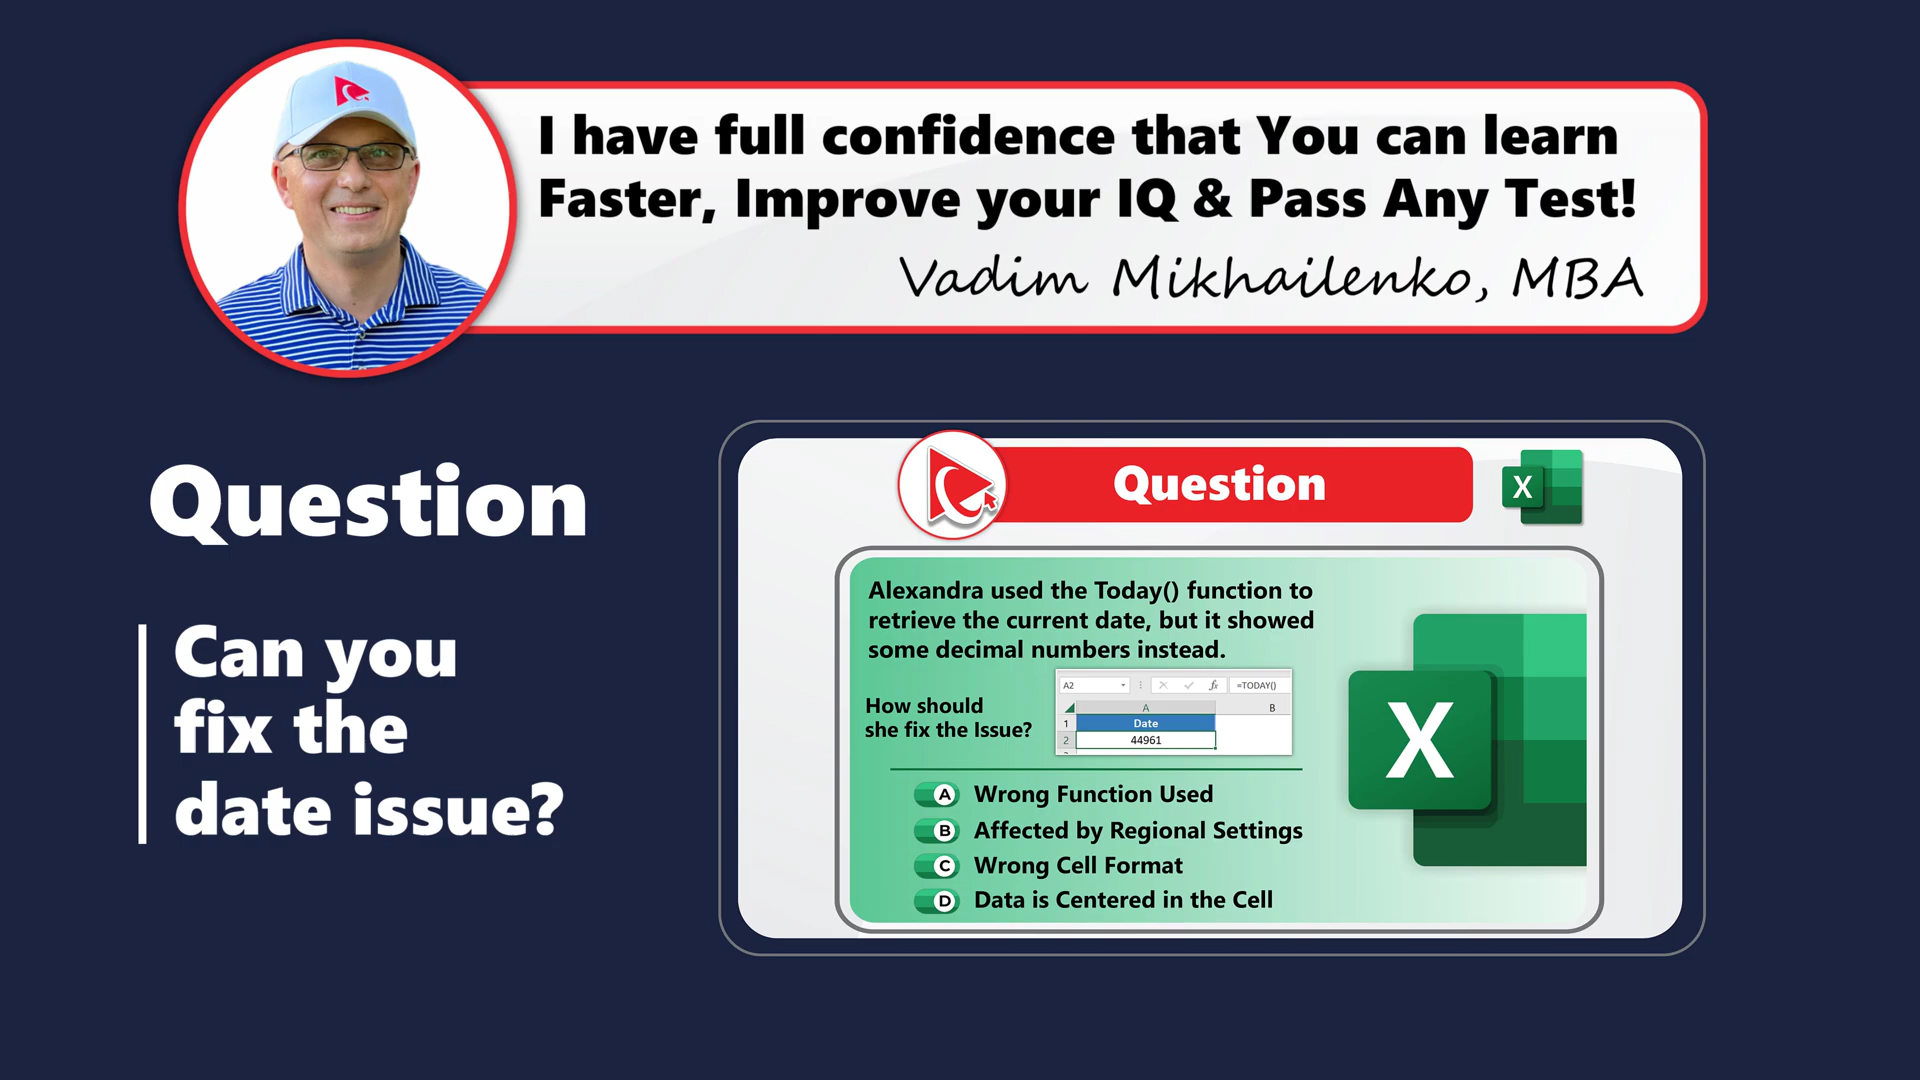 I have full confidence that You can learn
Faster, Improve your IQ & Pass Any Test!
Vadim Mikhailenko, MBA
Question
Can you
fix the
date issue?
Question
X
Alexandra used the Today() function to
retrieve the current date, but it showed
some decimal numbers instead.
How should
she fix the Issue?
A2 fx =TODAY()
A B
1 Date
2 44961
A Wrong Function Used
B Affected by Regional Settings
C Wrong Cell Format
D Data is Centered in the Cell
X